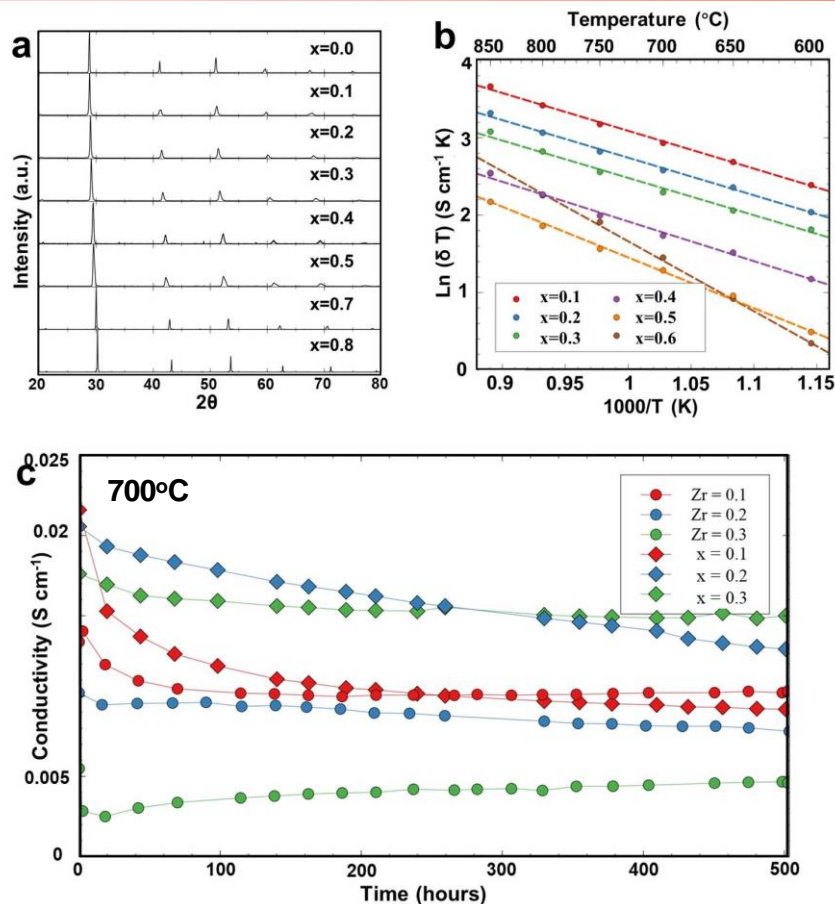 a
x=0.0
x=0.1
x=0.2
x=0.3
x=0.4
x=0.5
x=0.7
x=0.8
Intensity (a.u.)
20 30 40 50 60 70 80
2θ
b
Temperature (°C)
850 800 750 700 650 600
4
3
2
1
0
Ln (δ T) (S cm⁻¹ K)
x=0.1 x=0.4
x=0.2 x=0.5
x=0.3 x=0.6
0.9 0.95 1 1.05 1.1 1.15
1000/T (K)
c
700°C
0.025
0.02
0.005
0
Conductivity (S cm⁻¹)
Zr = 0.1
Zr = 0.2
Zr = 0.3
x = 0.1
x = 0.2
x = 0.3
0 100 200 300 400 500
Time (hours)